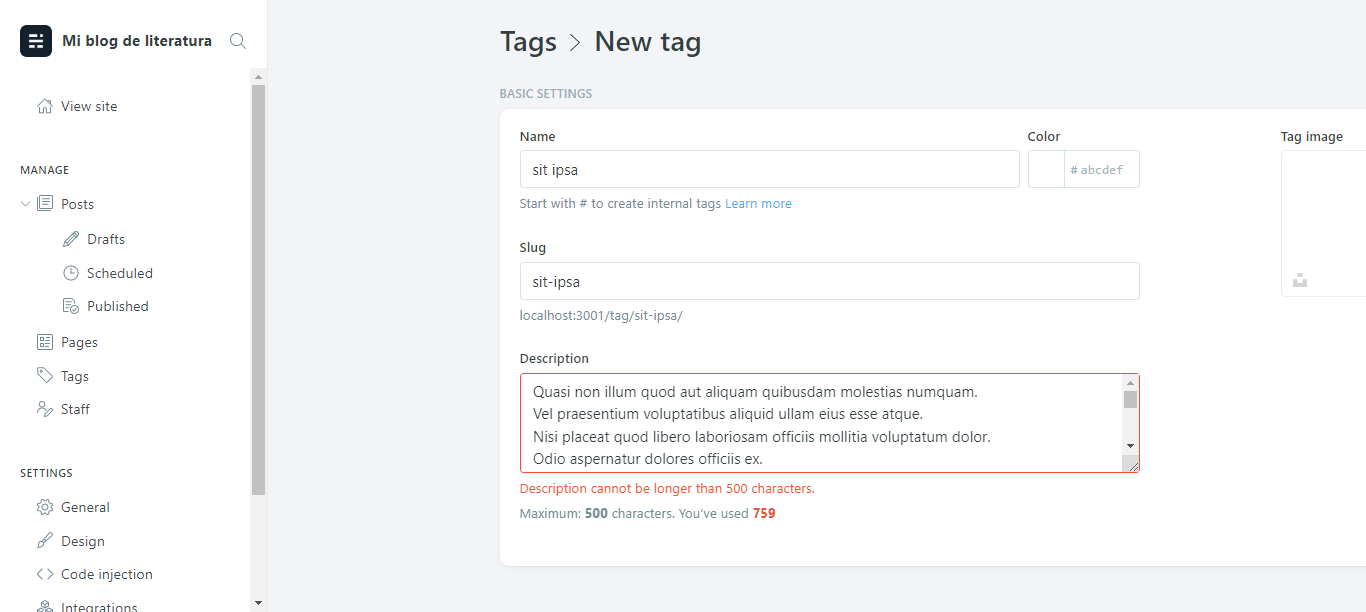 Mi blog de literatura
View site
MANAGE
Posts
Drafts
Scheduled
Published
Pages
Tags
Staff
SETTINGS
General
Design
Code injection
Integrations
Tags > New tag
BASIC SETTINGS
Name
sit ipsa
Start with # to create internal tags Learn more
Color
# abcdef
Slug
sit-ipsa
localhost:3001/tag/sit-ipsa/
Description
Quasi non illum quod aut aliquam quibusdam molestias numquam.
Vel praesentium voluptatibus aliquid ullam eius esse atque.
Nisi placeat quod libero laboriosam officiis mollitia voluptatum dolor.
Odio aspernatur dolores officiis ex.
Description cannot be longer than 500 characters.
Maximum: 500 characters. You’ve used 759
Tag image